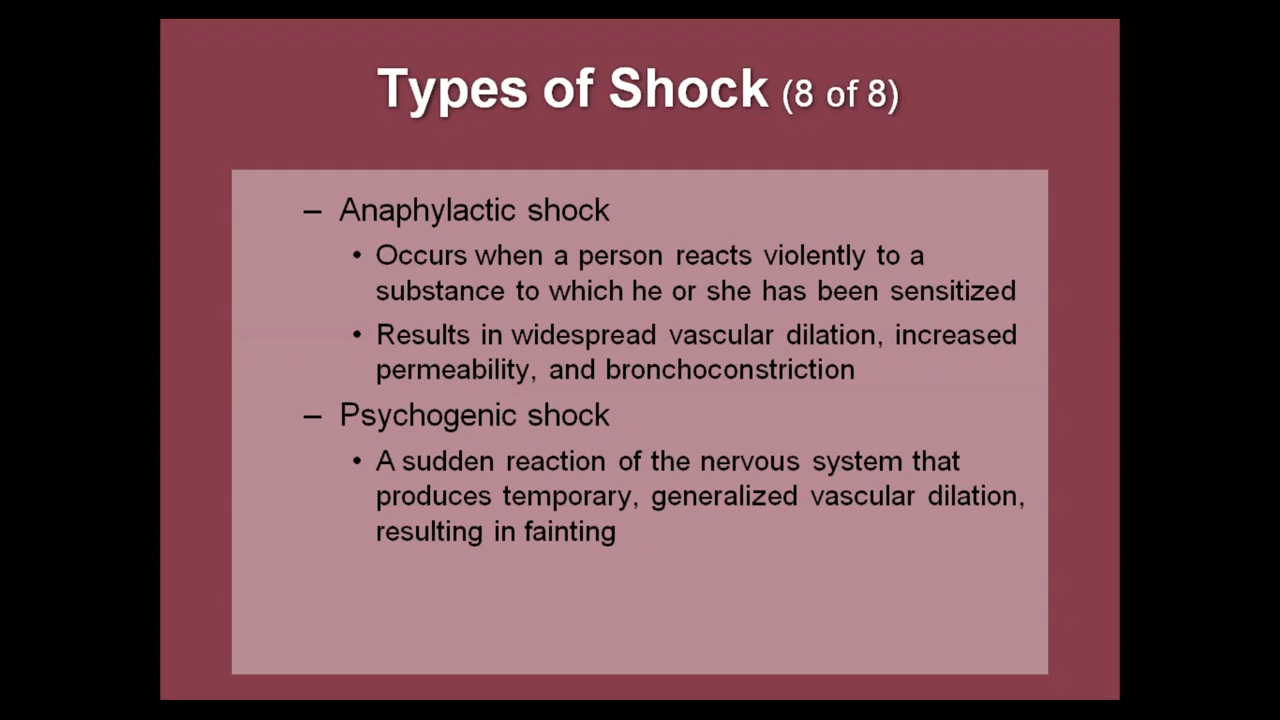 Types of Shock (8 of 8)
– Anaphylactic shock
• Occurs when a person reacts violently to a
substance to which he or she has been sensitized
• Results in widespread vascular dilation, increased
permeability, and bronchoconstriction
– Psychogenic shock
• A sudden reaction of the nervous system that
produces temporary, generalized vascular dilation,
resulting in fainting